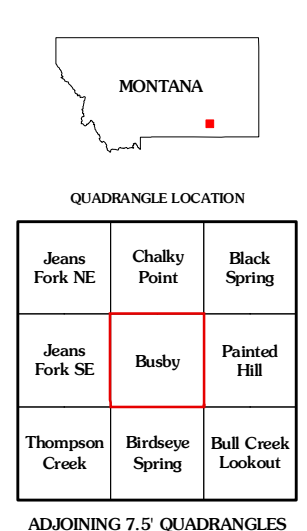 MONTANA
QUADRANGLE LOCATION
Jeans Fork NE
Chalky Point
Black Spring
Jeans Fork SE
Busby
Painted Hill
Thompson Creek
Birdseye Spring
Bull Creek Lookout
ADJOINING 7.5' QUADRANGLES